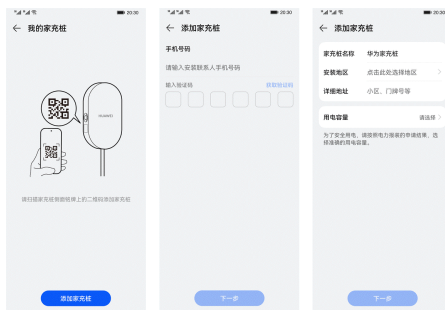 20:30
我的家充桩
HUAWEI
请扫描家充桩侧面铭牌上的二维码添加家充桩
添加家充桩
20:30
添加家充桩
手机号码
请输入安装联系人手机号码
输入验证码
获取验证码
下一步
20:30
添加家充桩
家充桩名称 华为家充桩
安装地区 点击此处选择地区
详细地址 小区、门牌号等
用电容量 请选择
为了安全用电，请按照电力报装的申请结果，选
择准确的用电容量。
下一步